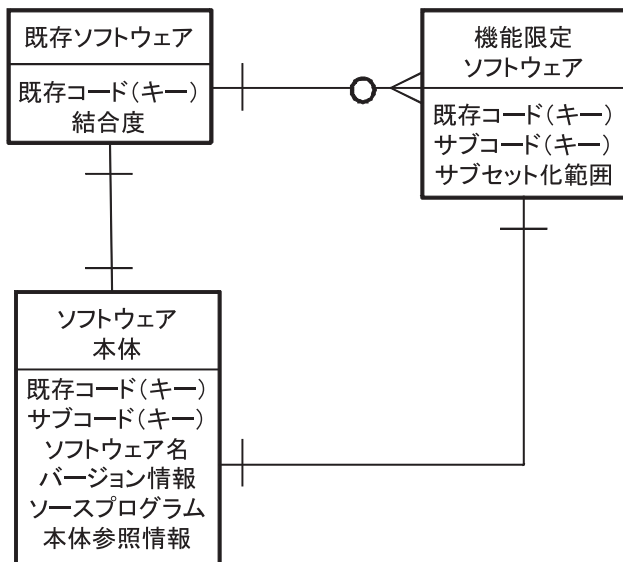 既存ソフトウェア
既存コード(キー)
結合度
機能限定
ソフトウェア
既存コード(キー)
サブコード(キー)
サブセット化範囲
ソフトウェア
本体
既存コード(キー)
サブコード(キー)
ソフトウェア名
バージョン情報
ソースプログラム
本体参照情報